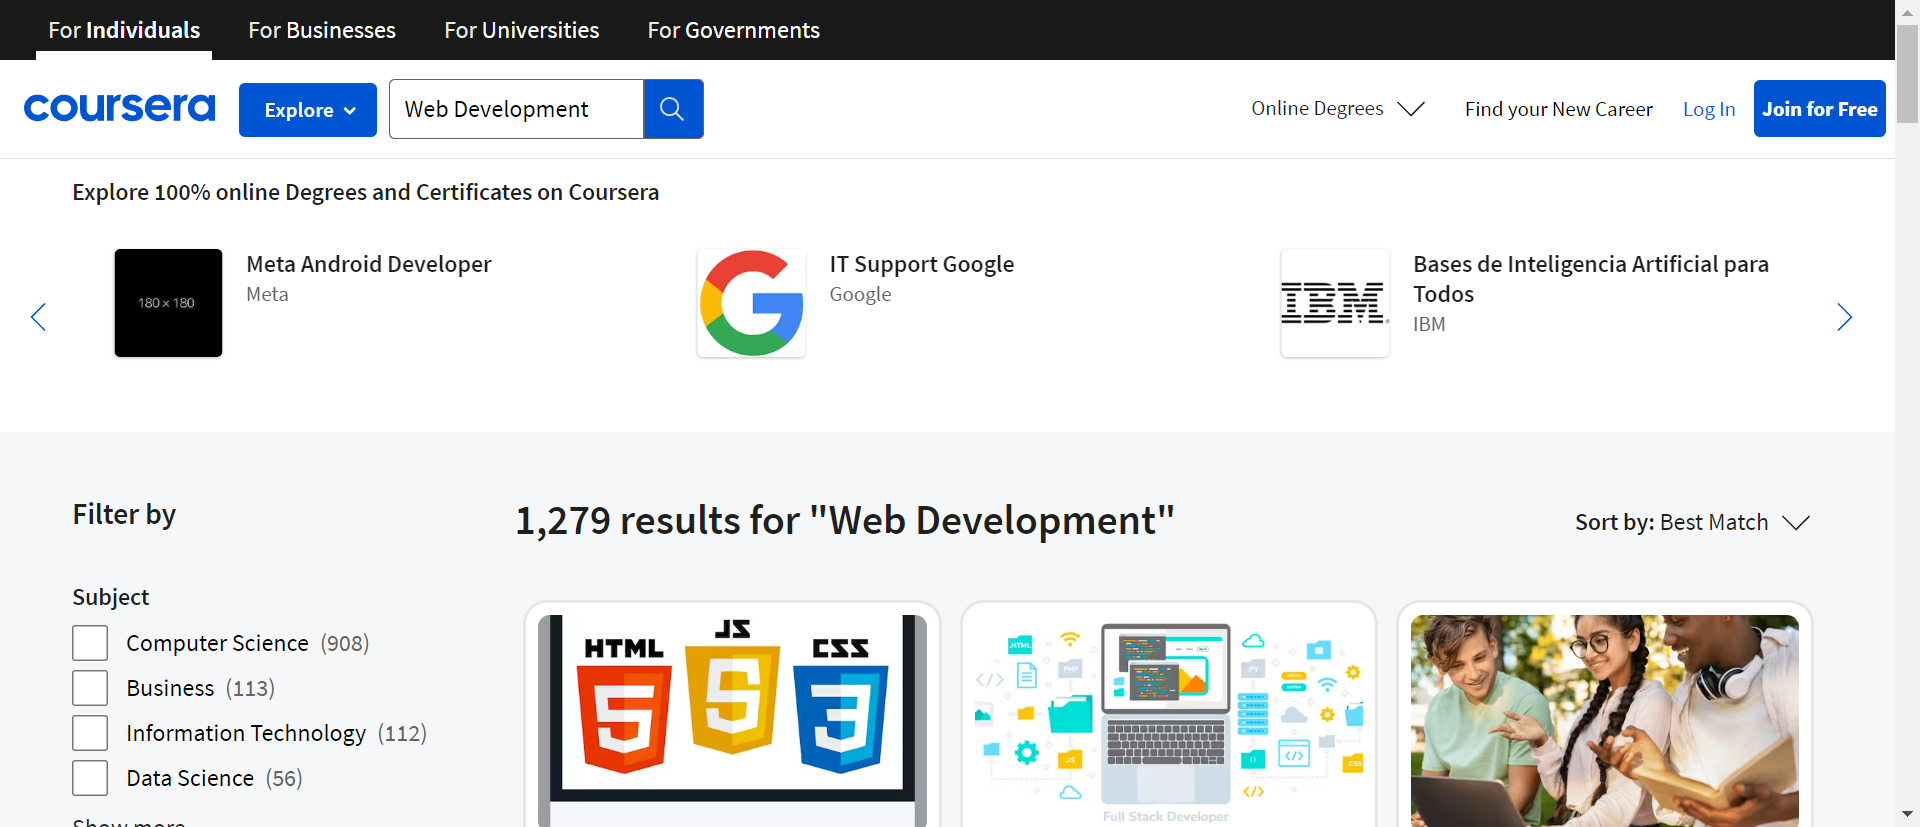 For Individuals For Businesses For Universities For Governments
coursera Explore Web Development Online Degrees Find your New Career Log In Join for Free
Explore 100% online Degrees and Certificates on Coursera
180 × 180
Meta Android Developer
Meta
IT Support Google
Google
IBM
Bases de Inteligencia Artificial para
Todos
IBM
Filter by
1,279 results for "Web Development"
Sort by: Best Match
Subject
Computer Science (908)
Business (113)
Information Technology (112)
Data Science (56)
Show more
HTML JS CSS
5 5 3
.HTML
PHP
</>
.JS
.PY
{}
</>
.CSS
</>
Full Stack Developer